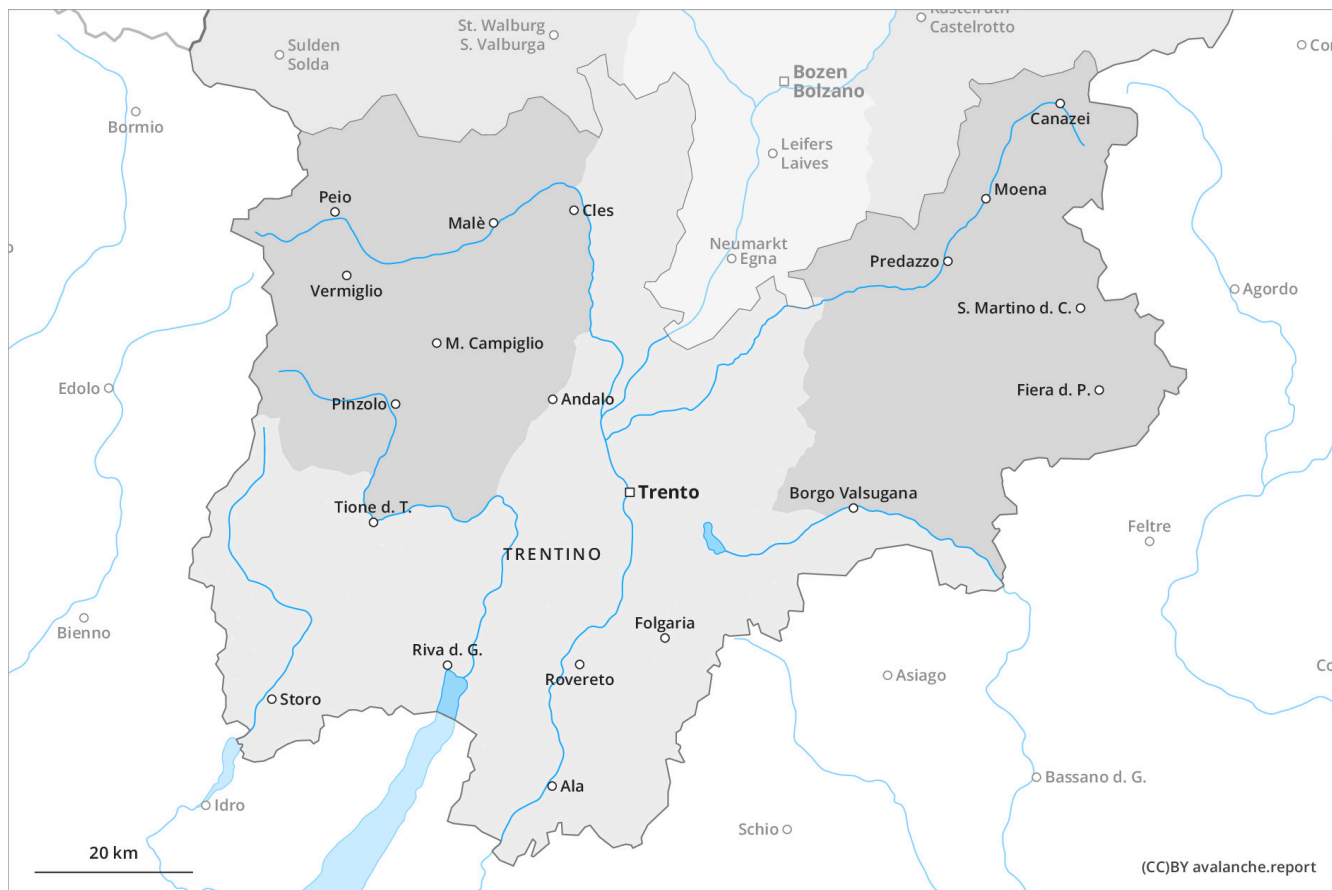 Kastelruth
Castelrotto
St. Walburg
S. Valburga
Sulden
Solda
Bozen
Bolzano
Bormio
Canazei
Leifers
Laives
Peio
Malè
Cles
Moena
Neumarkt
Egna
Predazzo
Vermiglio
Agordo
S. Martino d. C.
M. Campiglio
Edolo
Pinzolo
Andalo
Fiera d. P.
Trento
Borgo Valsugana
Tione d. T.
Feltre
TRENTINO
Bienno
Folgaria
Riva d. G.
Rovereto
Asiago
Storo
Bassano d. G.
Ala
Idro
Schio
20 km
(CC)BY avalanche.report